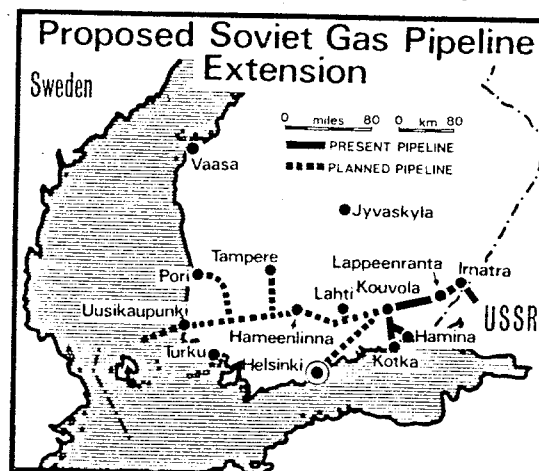 Proposed Soviet Gas Pipeline
Extension
Sweden
0 miles 80 0 km 80
PRESENT PIPELINE
PLANNED PIPELINE
Vaasa
Jyvaskyla
Tampere
Lappeenranta
Pori
Kouvola
Irnatra
Lahti
Uusikaupunki
USSR
Hameenlinna
Hamina
Turku
Helsinki
Kotka